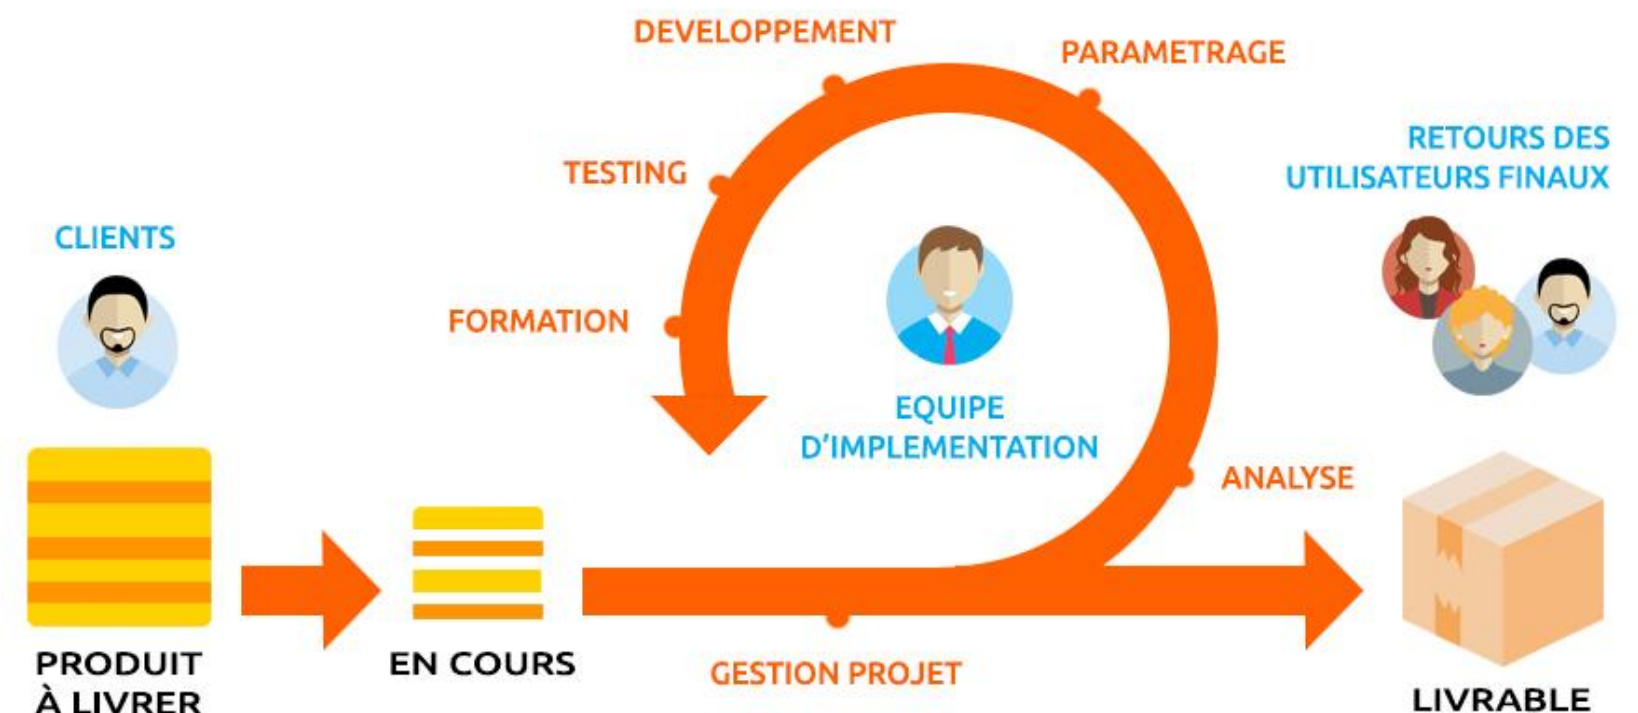 DEVELOPPEMENT
PARAMETRAGE
RETOURS DES
UTILISATEURS FINAUX
TESTING
CLIENTS
FORMATION
EQUIPE
D'IMPLEMENTATION
ANALYSE
PRODUIT
À LIVRER
EN COURS
GESTION PROJET
LIVRABLE